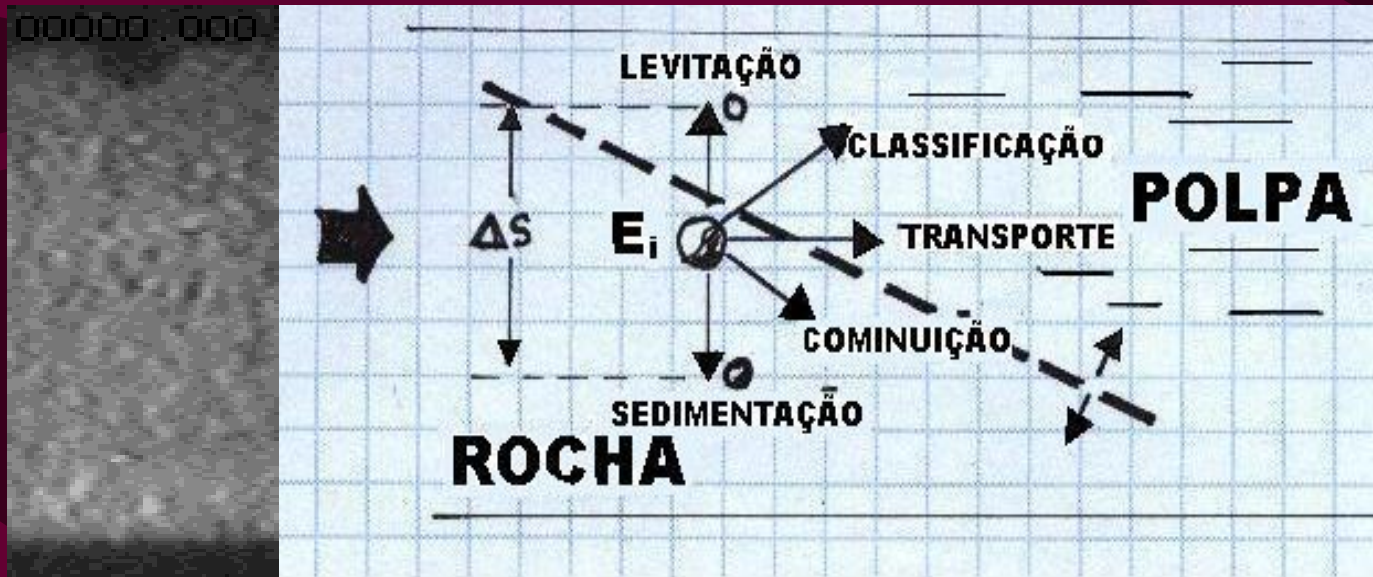 00000.000
LEVITAÇÃO
CLASSIFICAÇÃO
POLPA
ΔS
Ei
TRANSPORTE
COMINUIÇÃO
SEDIMENTAÇÃO
ROCHA